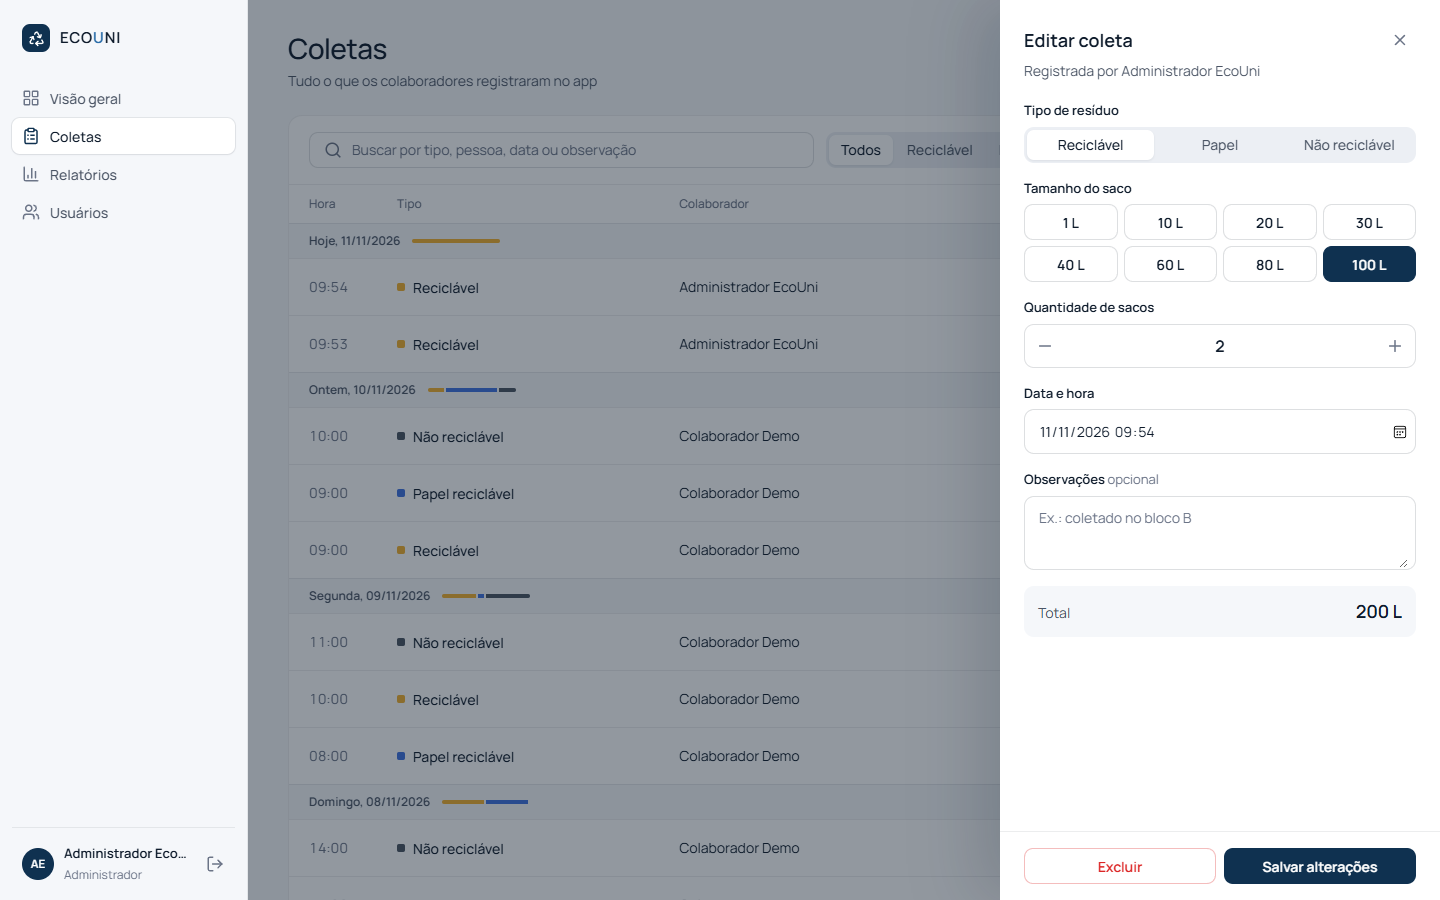 ECOUNI
Visão geral
Coletas
Relatórios
Usuários
AE
Administrador Eco...
Administrador
Coletas
Tudo o que os colaboradores registraram no app
Buscar por tipo, pessoa, data ou observação
Todos Reciclável
Hora Tipo Colaborador
Hoje, 11/11/2026
09:54 Reciclável Administrador EcoUni
09:53 Reciclável Administrador EcoUni
Ontem, 10/11/2026
10:00 Não reciclável Colaborador Demo
09:00 Papel reciclável Colaborador Demo
09:00 Reciclável Colaborador Demo
Segunda, 09/11/2026
11:00 Não reciclável Colaborador Demo
10:00 Reciclável Colaborador Demo
08:00 Papel reciclável Colaborador Demo
Domingo, 08/11/2026
14:00 Não reciclável Colaborador Demo
Editar coleta
Registrada por Administrador EcoUni
Tipo de resíduo
Reciclável Papel Não reciclável
Tamanho do saco
1 L 10 L 20 L 30 L
40 L 60 L 80 L 100 L
Quantidade de sacos
2
Data e hora
11/11/2026 09:54
Observações opcional
Ex.: coletado no bloco B
Total 200 L
Excluir Salvar alterações